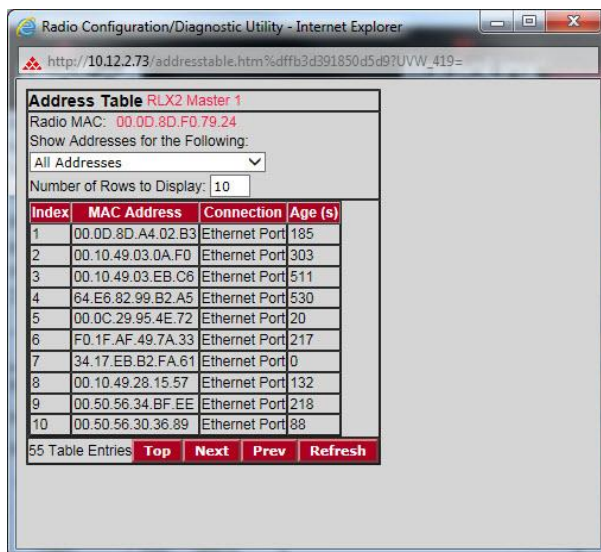 Radio Configuration/Diagnostic Utility - Internet Explorer
http://10.12.2.73/addresstable.htm%dffb3d391850d5d9?UVW_419=
Address Table RLX2 Master 1
Radio MAC: 00.0D.8D.F0.79.24
Show Addresses for the Following:
All Addresses
Number of Rows to Display: 10
Index MAC Address Connection Age (s)
1 00.0D.8D.A4.02.B3 Ethernet Port 185
2 00.10.49.03.0A.F0 Ethernet Port 303
3 00.10.49.03.EB.C6 Ethernet Port 511
4 64.E6.82.99.B2.A5 Ethernet Port 530
5 00.0C.29.95.4E.72 Ethernet Port 20
6 F0.1F.AF.49.7A.33 Ethernet Port 217
7 34.17.EB.B2.FA.61 Ethernet Port 0
8 00.10.49.28.15.57 Ethernet Port 132
9 00.50.56.34.BF.EE Ethernet Port 218
10 00.50.56.30.36.89 Ethernet Port 88
55 Table Entries Top Next Prev Refresh